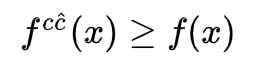 $f^{c\hat{c}}(x) \geq f(x)$